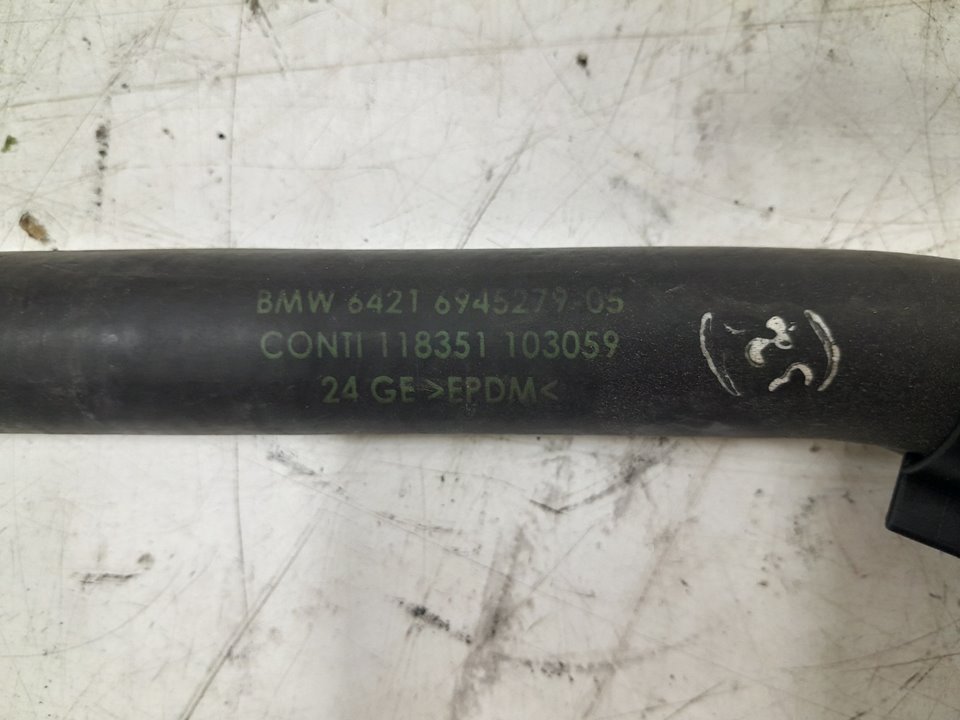 BMW 6421 6945279-05
CONTI 118351 103059
24 GE >EPDM<